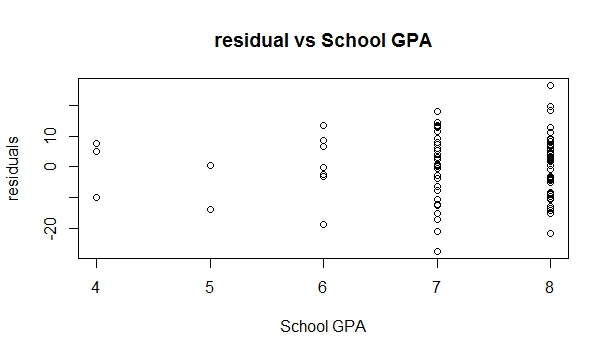 residual vs School GPA
residuals
10
0
-20
4 5 6 7 8
School GPA